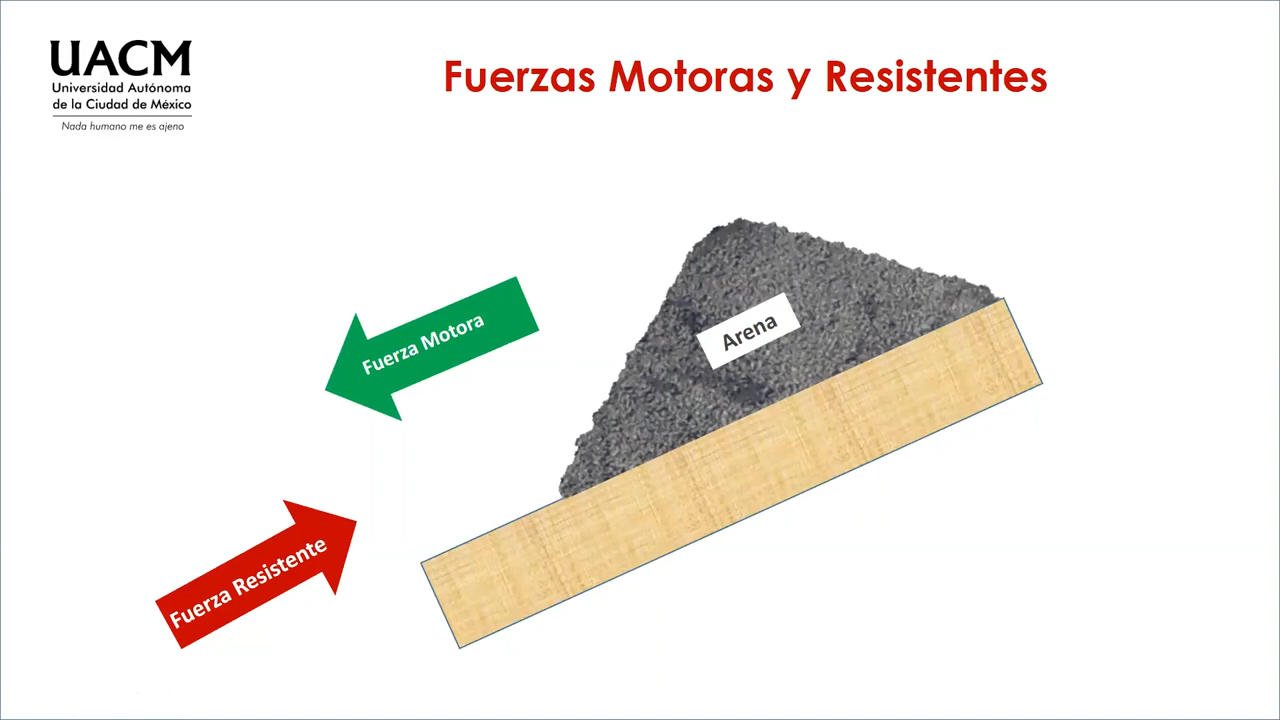 UACM
Universidad Autónoma
de la Ciudad de México
Nada humano me es ajeno
Fuerzas Motoras y Resistentes
Fuerza Motora
Arena
Fuerza Resistente